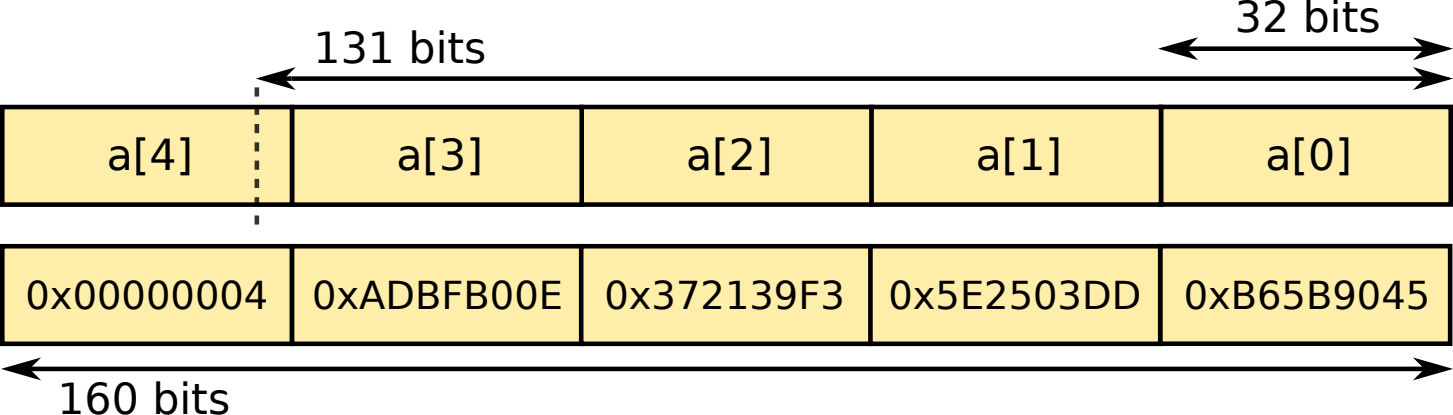 32 bits
131 bits
a[4] a[3] a[2] a[1] a[0]
0x00000004 0xADBFB00E 0x372139F3 0x5E2503DD 0xB65B9045
160 bits